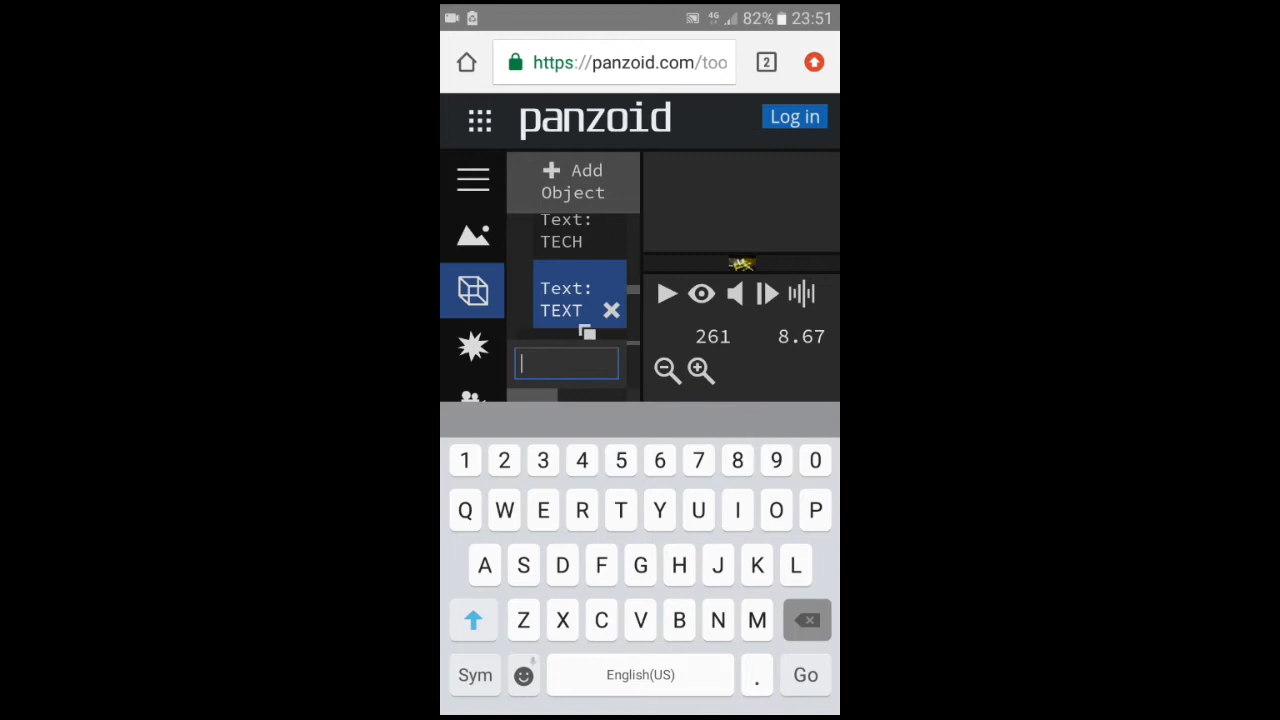 4G 82% 23:51
https://panzoid.com/too 2
panzoid Log in
Add
Object
Text:
TECH
Text:
TEXT
261 8.67
1 2 3 4 5 6 7 8 9 0
Q W E R T Y U I O P
A S D F G H J K L
Z X C V B N M
Sym English(US) . Go